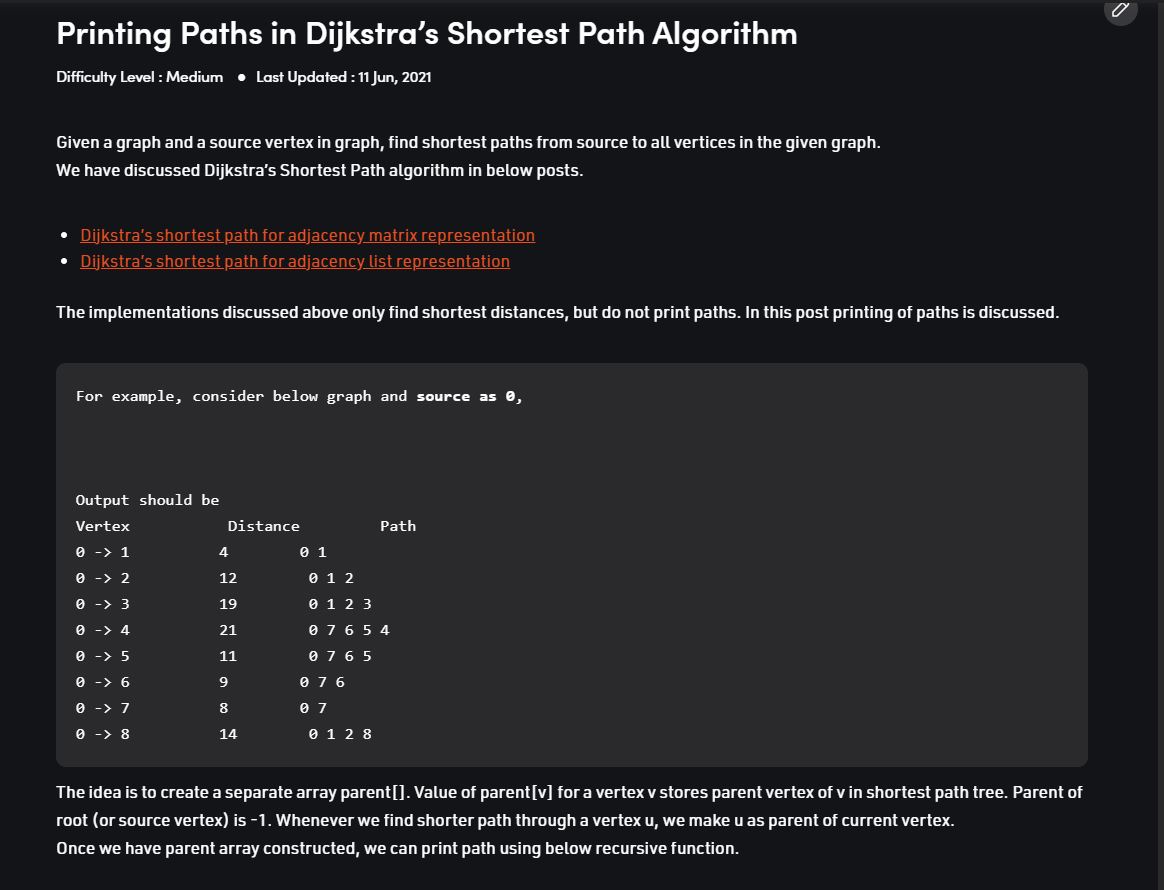 Printing Paths in Dijkstra’s Shortest Path Algorithm
Difficulty Level : Medium ● Last Updated : 11 Jun, 2021
Given a graph and a source vertex in graph, find shortest paths from source to all vertices in the given graph.
We have discussed Dijkstra’s Shortest Path algorithm in below posts.
• Dijkstra’s shortest path for adjacency matrix representation
• Dijkstra’s shortest path for adjacency list representation
The implementations discussed above only find shortest distances, but do not print paths. In this post printing of paths is discussed.
For example, consider below graph and source as 0,
Output should be
Vertex Distance Path
0 -> 1 4 0 1
0 -> 2 12 0 1 2
0 -> 3 19 0 1 2 3
0 -> 4 21 0 7 6 5 4
0 -> 5 11 0 7 6 5
0 -> 6 9 0 7 6
0 -> 7 8 0 7
0 -> 8 14 0 1 2 8
The idea is to create a separate array parent[]. Value of parent[v] for a vertex v stores parent vertex of v in shortest path tree. Parent of
root (or source vertex) is -1. Whenever we find shorter path through a vertex u, we make u as parent of current vertex.
Once we have parent array constructed, we can print path using below recursive function.